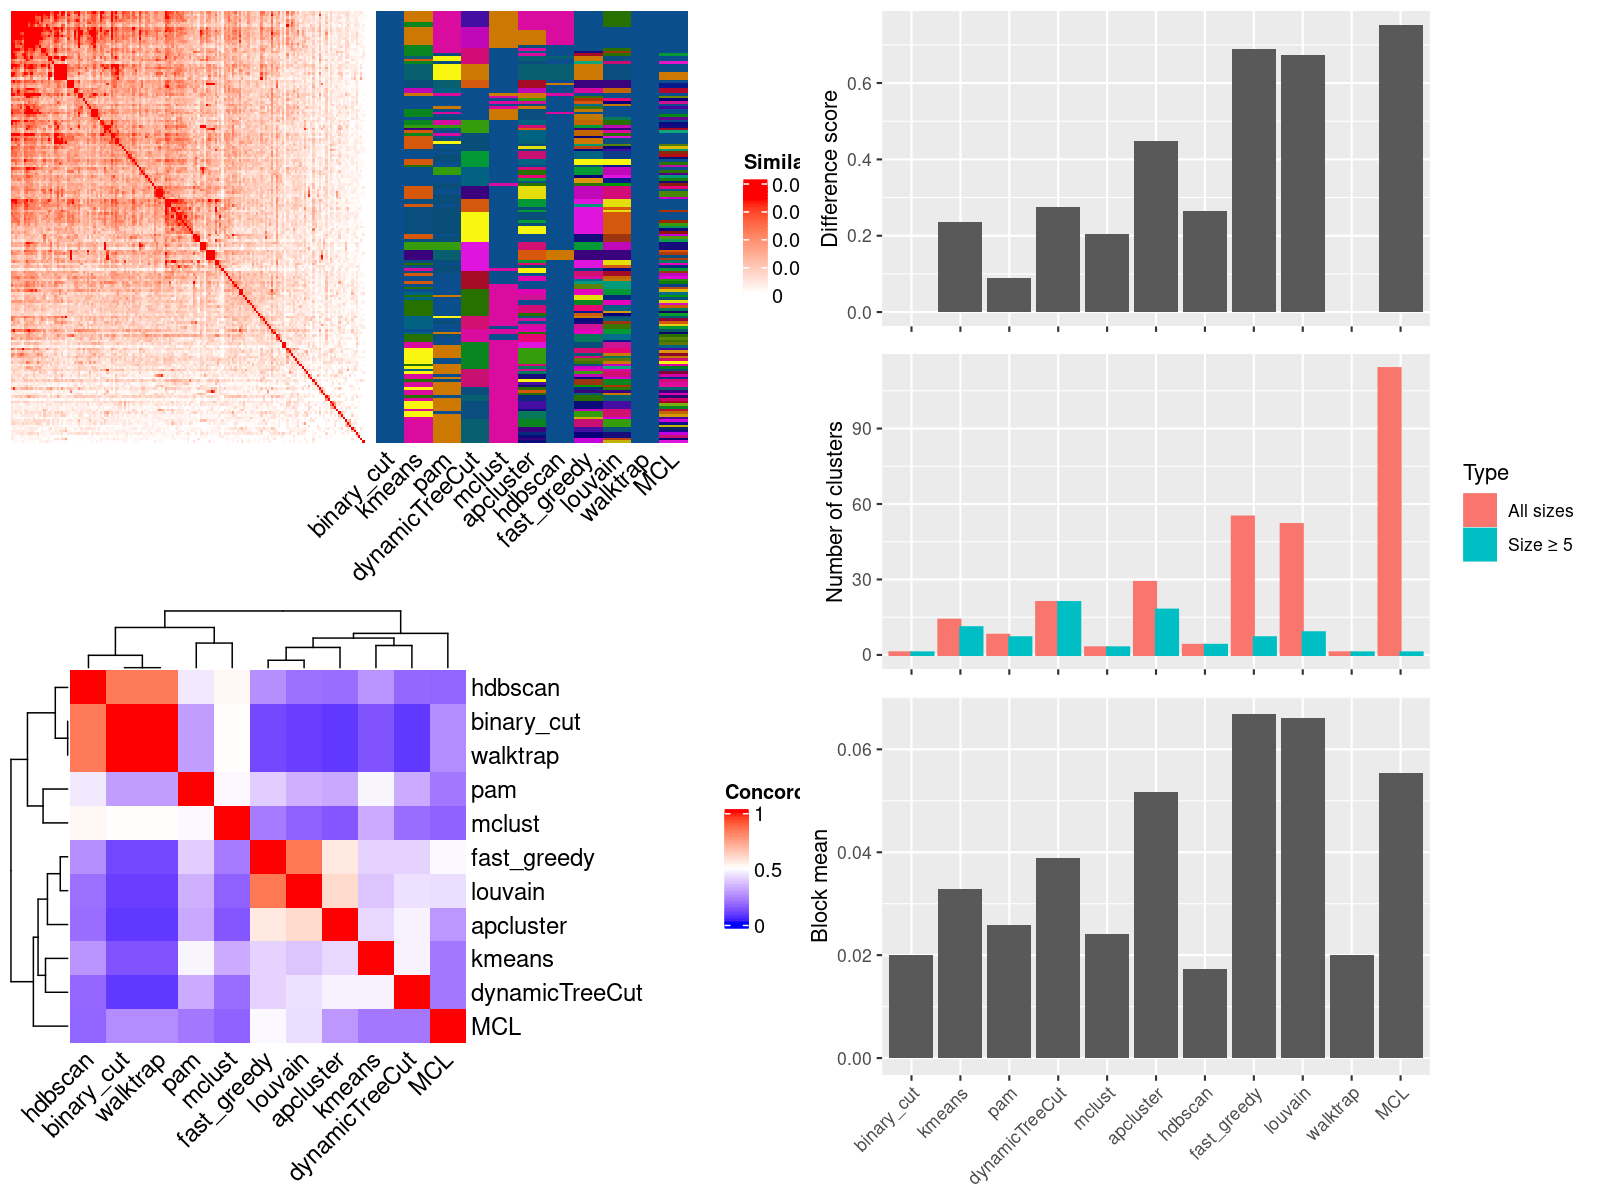 Simila
0.0
0.0
0.0
0.0
0
binary_cut
kmeans
pam
dynamicTreeCut
mclust
apcluster
hdbscan
fast_greedy
louvain
walktrap
MCL
hdbscan
binary_cut
walktrap
pam
mclust
fast_greedy
louvain
apcluster
kmeans
dynamicTreeCut
MCL
hdbscan
binary_cut
walktrap
pam
mclust
fast_greedy
louvain
apcluster
kmeans
dynamicTreeCut
MCL
Concord
1
0.5
0
Difference score
0.6
0.4
0.2
0.0
Number of clusters
90
60
30
0
Type
All sizes
Size ≥ 5
Block mean
0.06
0.04
0.02
0.00
binary_cut
kmeans
pam
dynamicTreeCut
mclust
apcluster
hdbscan
fast_greedy
louvain
walktrap
MCL